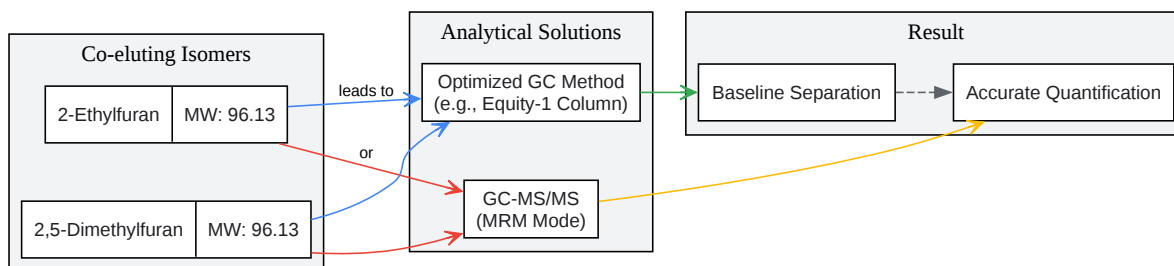 Co-eluting Isomers
2-Ethylfuran MW: 96.13
2,5-Dimethylfuran MW: 96.13
leads to
or
Analytical Solutions
Optimized GC Method
(e.g., Equity-1 Column)
GC-MS/MS
(MRM Mode)
Result
Baseline Separation
Accurate Quantification